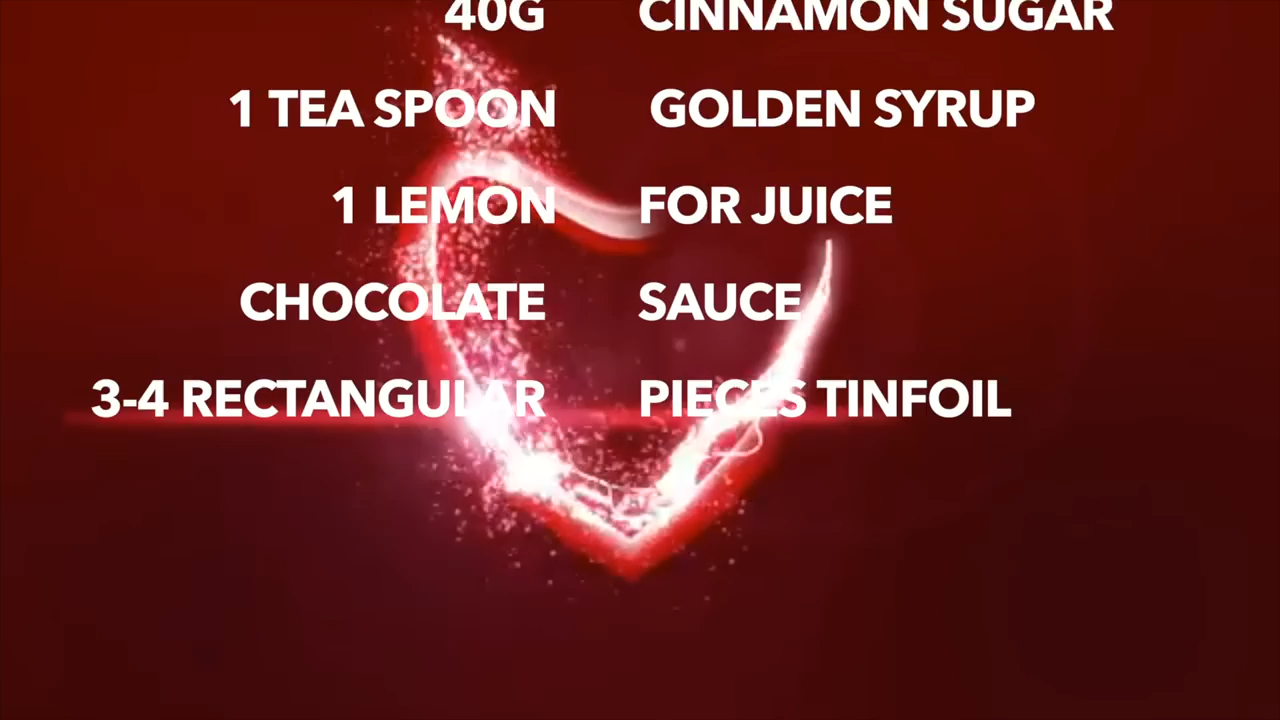 40G CINNAMON SUGAR
1 TEA SPOON GOLDEN SYRUP
1 LEMON FOR JUICE
CHOCOLATE SAUCE
3-4 RECTANGULAR PIECES TINFOIL